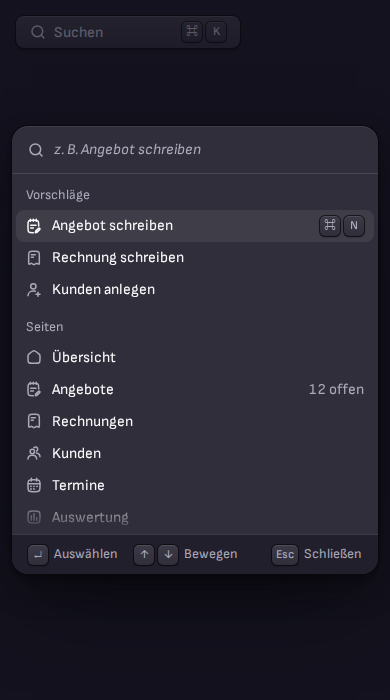 Suchen ⌘ K
z. B. Angebot schreiben
Vorschläge
Angebot schreiben ⌘ N
Rechnung schreiben
Kunden anlegen
Seiten
Übersicht
Angebote 12 offen
Rechnungen
Kunden
Termine
Auswertung
↵ Auswählen ↑ ↓ Bewegen Esc Schließen